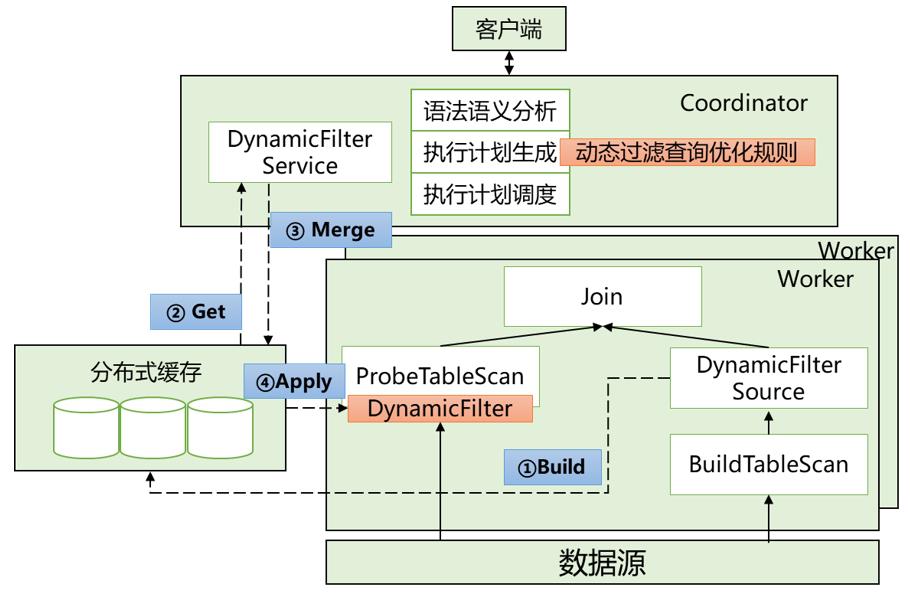 客户端
Coordinator
DynamicFilter
Service
语法语义分析
执行计划生成
动态过滤查询优化规则
执行计划调度
③ Merge
② Get
Worker
Worker
Join
分布式缓存
④Apply
ProbeTableScan
DynamicFilter
DynamicFilter
Source
①Build
BuildTableScan
数据源